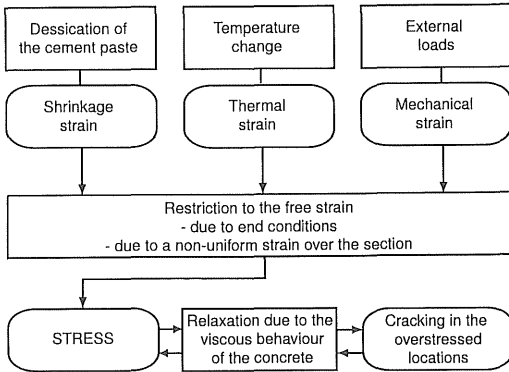 Dessication of
the cement paste
Temperature
change
External
loads
Shrinkage
strain
Thermal
strain
Mechanical
strain
Restriction to the free strain
- due to end conditions
- due to a non-uniform strain over the section
STRESS
Relaxation due to the
viscous behaviour
of the concrete
Cracking in the
overstressed
locations